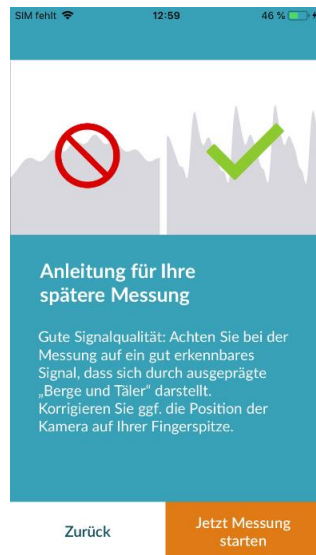 SIM fehlt 12:59 46 %
Anleitung für Ihre
spätere Messung
Gute Signalqualität: Achten Sie bei der
Messung auf ein gut erkennbares
Signal, dass sich durch ausgeprägte
„Berge und Täler“ darstellt.
Korrigieren Sie ggf. die Position der
Kamera auf Ihrer Fingerspitze.
Zurück
Jetzt Messung
starten